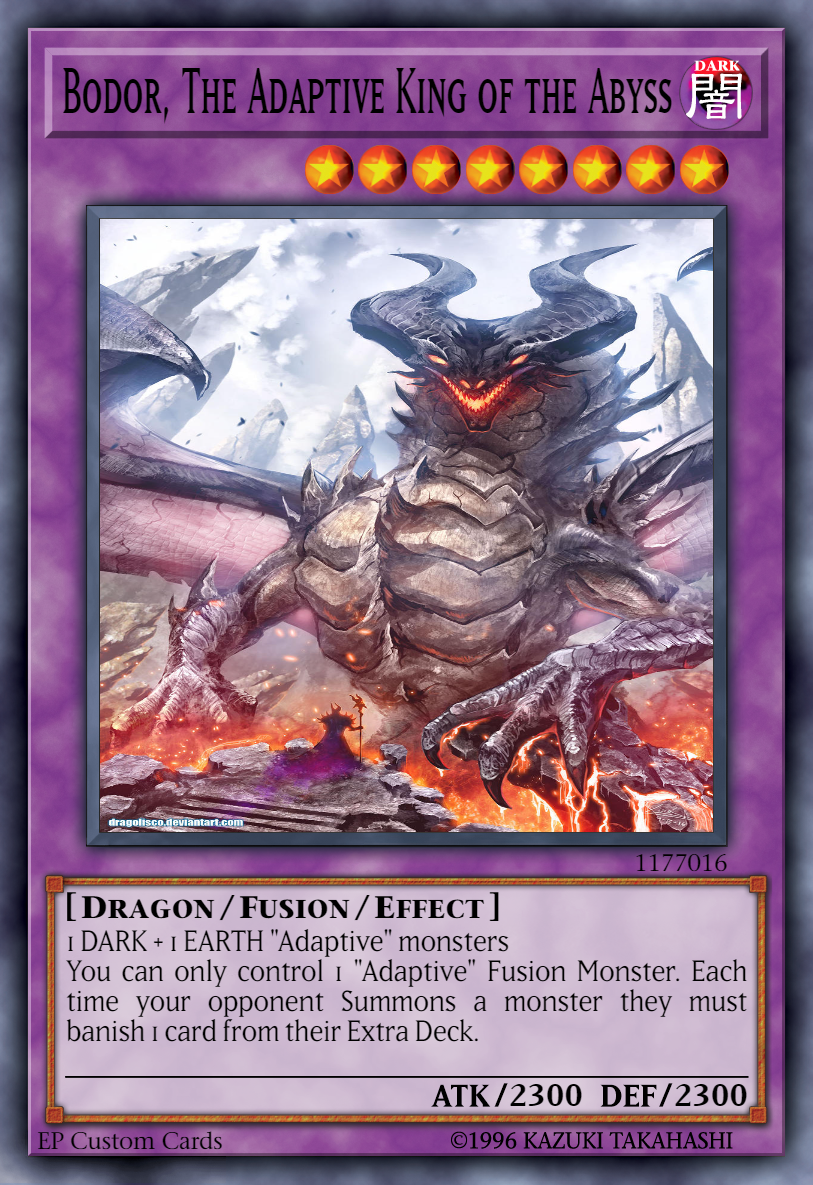 Bodor, The Adaptive King of the Abyss
DARK
闇
dragolisco.deviantart.com
1177016
[ Dragon / Fusion / Effect ]
1 DARK + 1 EARTH "Adaptive" monsters
You can only control 1 "Adaptive" Fusion Monster. Each
time your opponent Summons a monster they must
banish 1 card from their Extra Deck.
ATK/2300 DEF/2300
EP Custom Cards
©1996 KAZUKI TAKAHASHI